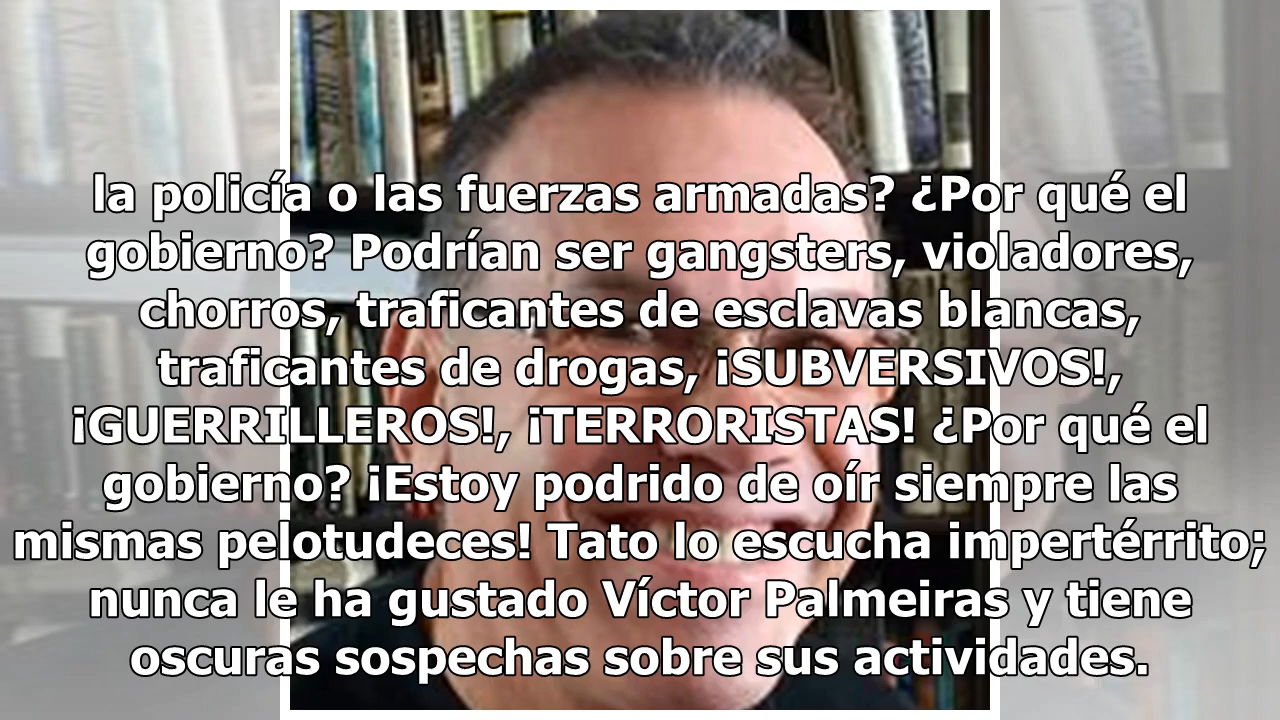 la policía o las fuerzas armadas? ¿Por qué el
gobierno? Podrían ser gangsters, violadores,
chorros, traficantes de esclavas blancas,
traficantes de drogas, ¡SUBVERSIVOS!,
¡GUERRILLEROS!, ¡TERRORISTAS! ¿Por qué el
gobierno? ¡Estoy podrido de oír siempre las
mismas pelotudeces! Tato lo escucha impertérrito;
nunca le ha gustado Víctor Palmeiras y tiene
oscuras sospechas sobre sus actividades.